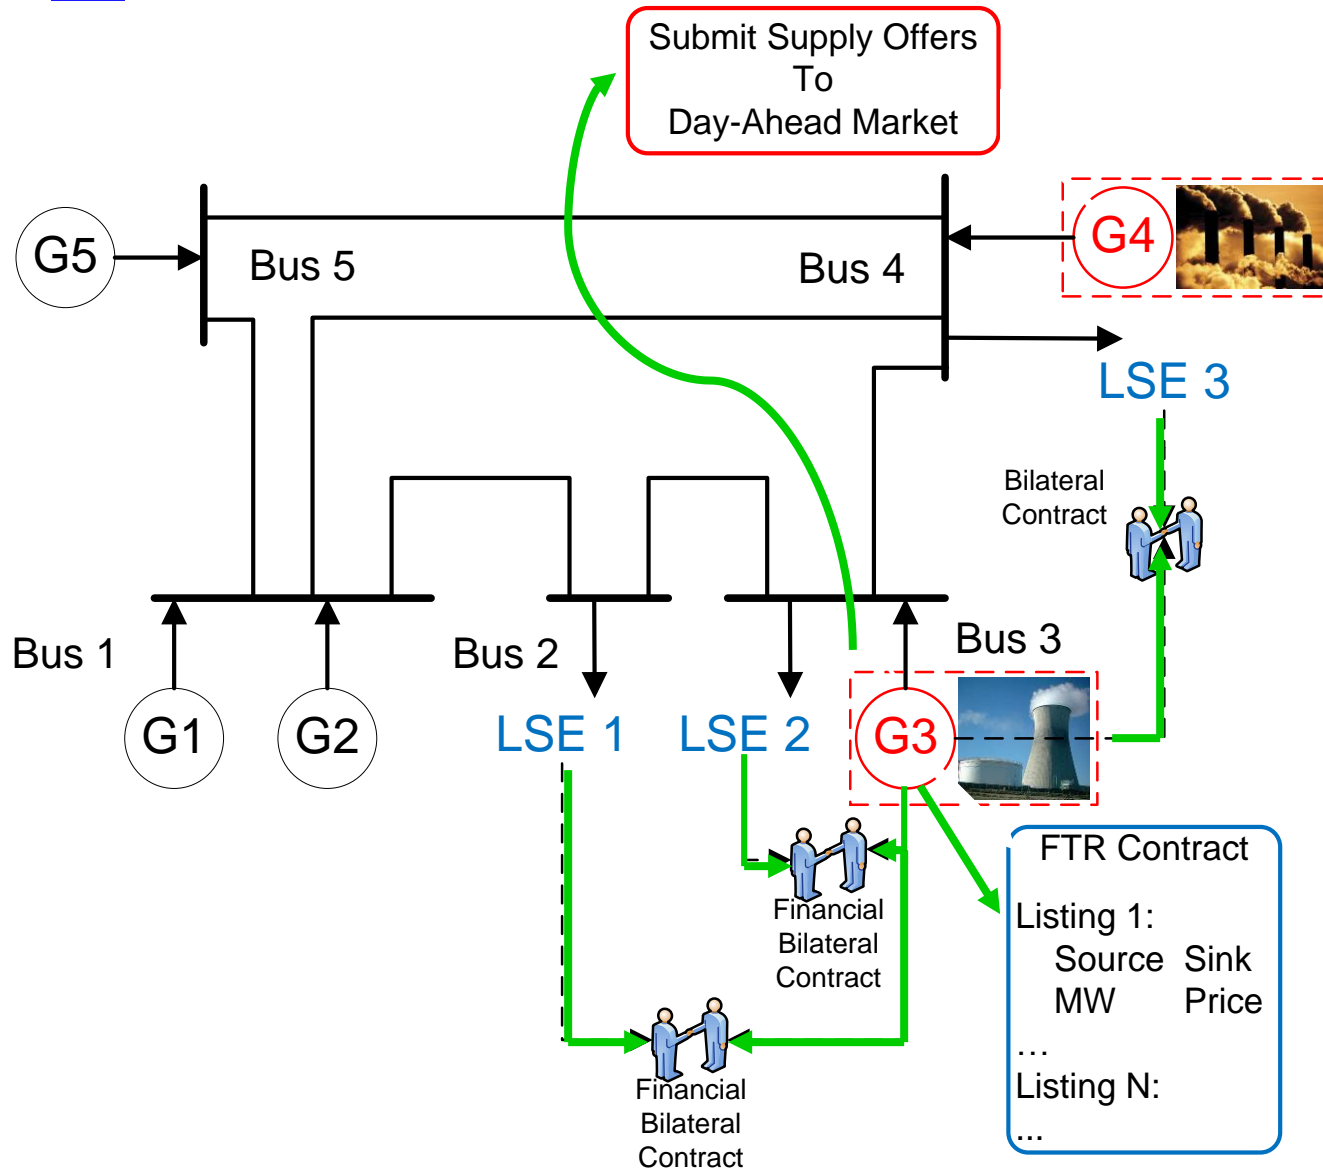 Submit Supply Offers
To
Day-Ahead Market
G5
Bus 5
Bus 4
G4
LSE 3
Bilateral
Contract
Bus 1
Bus 2
Bus 3
G1
G2
LSE 1
LSE 2
G3
FTR Contract
Listing 1:
Source Sink
MW Price
…
Listing N:
...
Financial
Bilateral
Contract
Financial
Bilateral
Contract